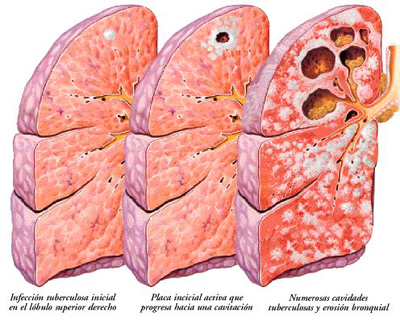 Infección tuberculosa inicial
en el lóbulo superior derecho
Placa incicial activa que
progresa hacia una cavitación
Numerosas cavidades
tuberculosas y erosión bronquial